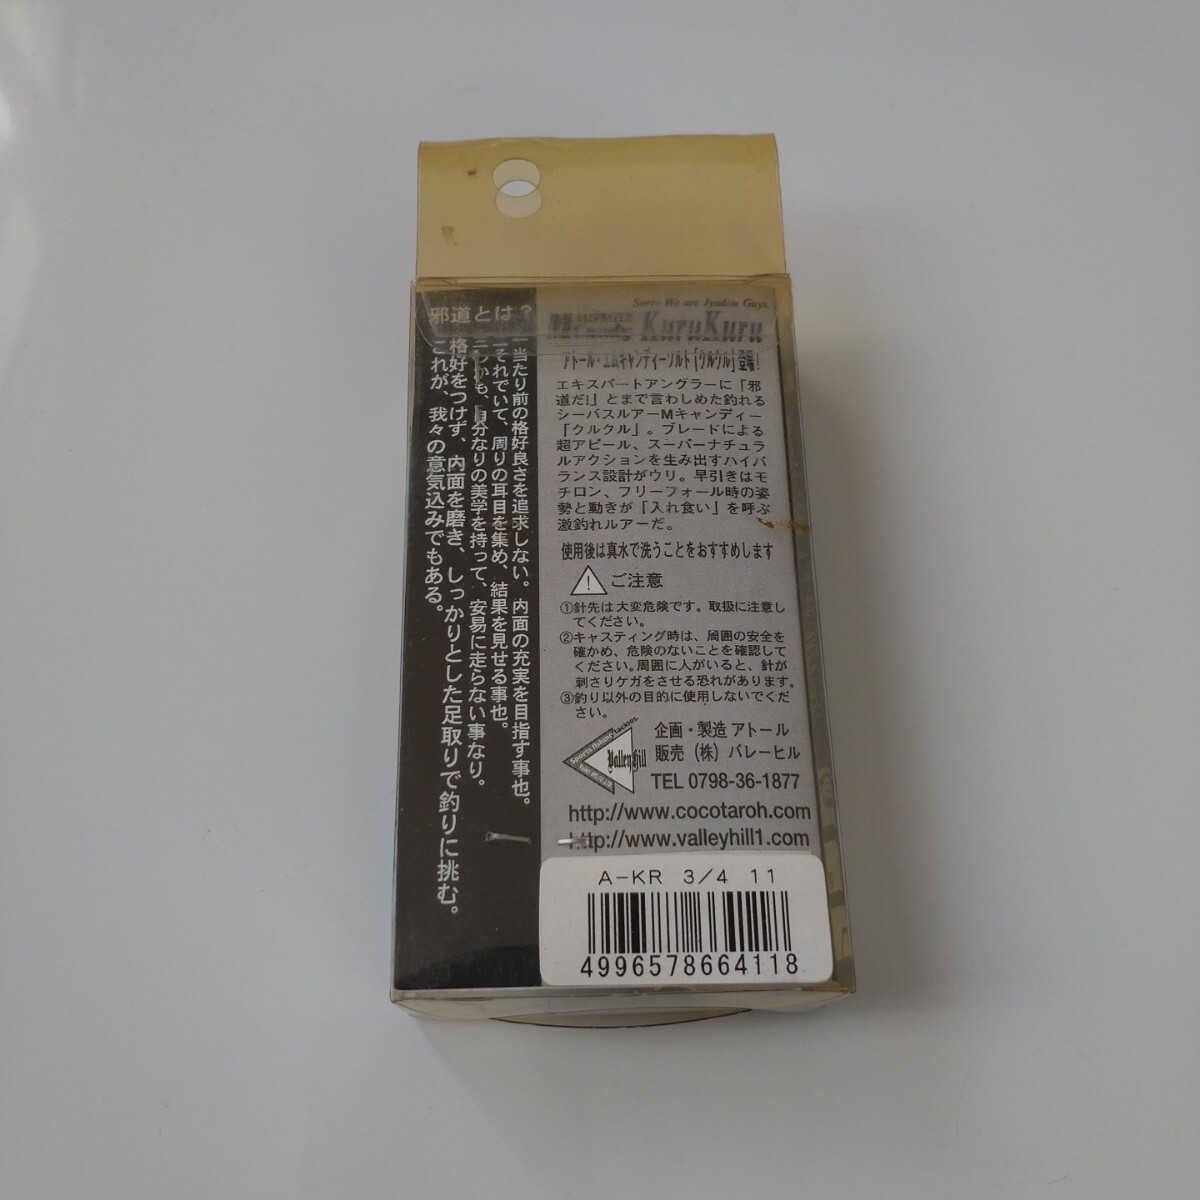 Sorry We are Jyadou Guys.
SALTWATER
M Candy KuruKuru
アトール・エムキャンディーソルト「クルクル」登場!
エキスパートアングラーに「邪
道だ!」とまで言わしめた釣れる
シーバスルアーMキャンディー
「クルクル」。ブレードによる
超アピール、スーパーナチュラ
ルアクションを生み出すハイバ
ランス設計がウリ。早引きはモ
チロン、フリーフォール時の姿
勢と動きが「入れ食い」を呼ぶ
激釣れルアーだ。
使用後は真水で洗うことをおすすめします
! ご注意
①針先は大変危険です。取扱に注意し
てください。
②キャスティング時は、周囲の安全を
確かめ、危険のないことを確認して
ください。周囲に人がいると、針が
刺さりケガをさせる恐れがあります。
③釣り以外の目的に使用しないでくだ
さい。
Sports fishing tackles.
ValleyHill
企画・製造 アトール
販売 (株) バレーヒル
TEL 0798-36-1877
http://www.cocotaroh.com
http://www.valleyhill1.com
邪道とは?
一当たり前の格好良さを追求しない。内面の充実を目指す事也。
一それでいて、周りの耳目を集め、結果を見せる事也。
しかも、自分なりの美学を持って、安易に走らない事なり。
格好をつけず、内面を磨き、しっかりとした足取りで釣りに挑む。
これが、我々の意気込みでもある。
A-KR 3/4 11
4996578664118